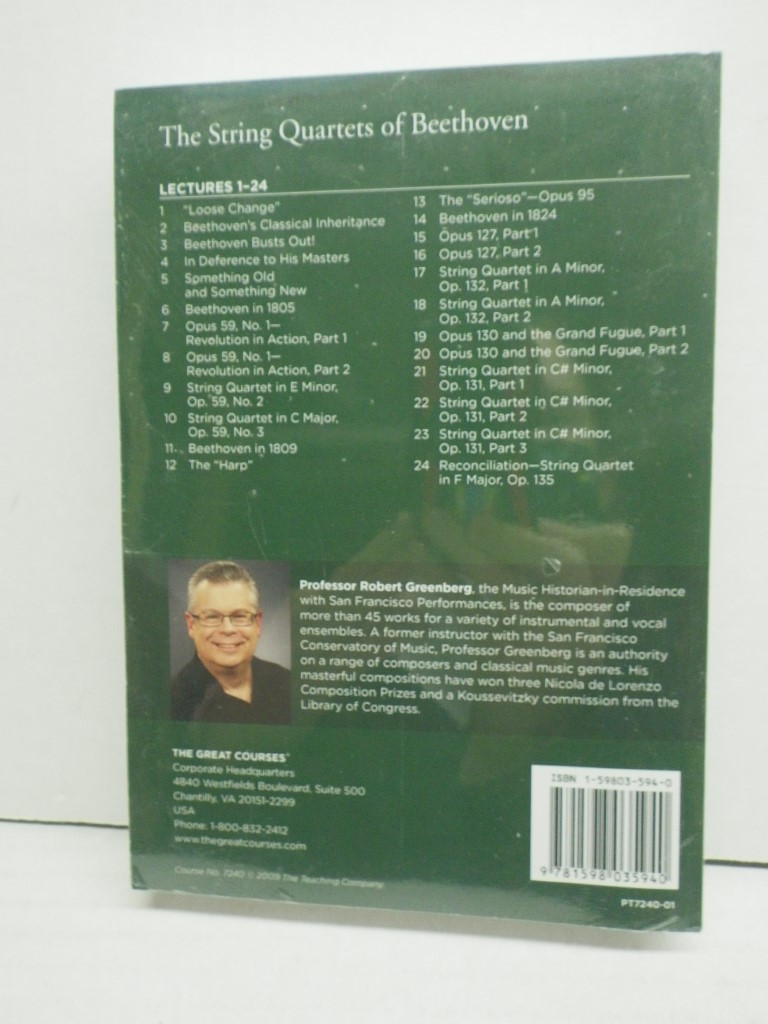 The String Quartets of Beethoven
LECTURES 1–24
1 "Loose Change"
2 Beethoven's Classical Inheritance
3 Beethoven Busts Out!
4 In Deference to His Masters
5 Something Old
and Something New
6 Beethoven in 1805
7 Opus 59, No. 1—
Revolution in Action, Part 1
8 Opus 59, No. 1—
Revolution in Action, Part 2
9 String Quartet in E Minor,
Op. 59, No. 2
10 String Quartet in C Major,
Op. 59, No. 3
11 Beethoven in 1809
12 The "Harp"
13 The "Serioso"—Opus 95
14 Beethoven in 1824
15 Opus 127, Part 1
16 Opus 127, Part 2
17 String Quartet in A Minor,
Op. 132, Part 1
18 String Quartet in A Minor,
Op. 132, Part 2
19 Opus 130 and the Grand Fugue, Part 1
20 Opus 130 and the Grand Fugue, Part 2
21 String Quartet in C# Minor,
Op. 131, Part 1
22 String Quartet in C# Minor,
Op. 131, Part 2
23 String Quartet in C# Minor,
Op. 131, Part 3
24 Reconciliation—String Quartet
in F Major, Op. 135
Professor Robert Greenberg, the Music Historian-in-Residence
with San Francisco Performances, is the composer of
more than 45 works for a variety of instrumental and vocal
ensembles. A former instructor with the San Francisco
Conservatory of Music, Professor Greenberg is an authority
on a range of composers and classical music genres. His
masterful compositions have won three Nicola de Lorenzo
Composition Prizes and a Koussevitzky commission from the
Library of Congress.
THE GREAT COURSES®
Corporate Headquarters
4840 Westfields Boulevard, Suite 500
Chantilly, VA 20151-2299
USA
Phone: 1-800-832-2412
www.thegreatcourses.com
Course No. 7240 © 2009 The Teaching Company.
ISBN 1-59803-594-0
9 781598 035940
PT7240-01